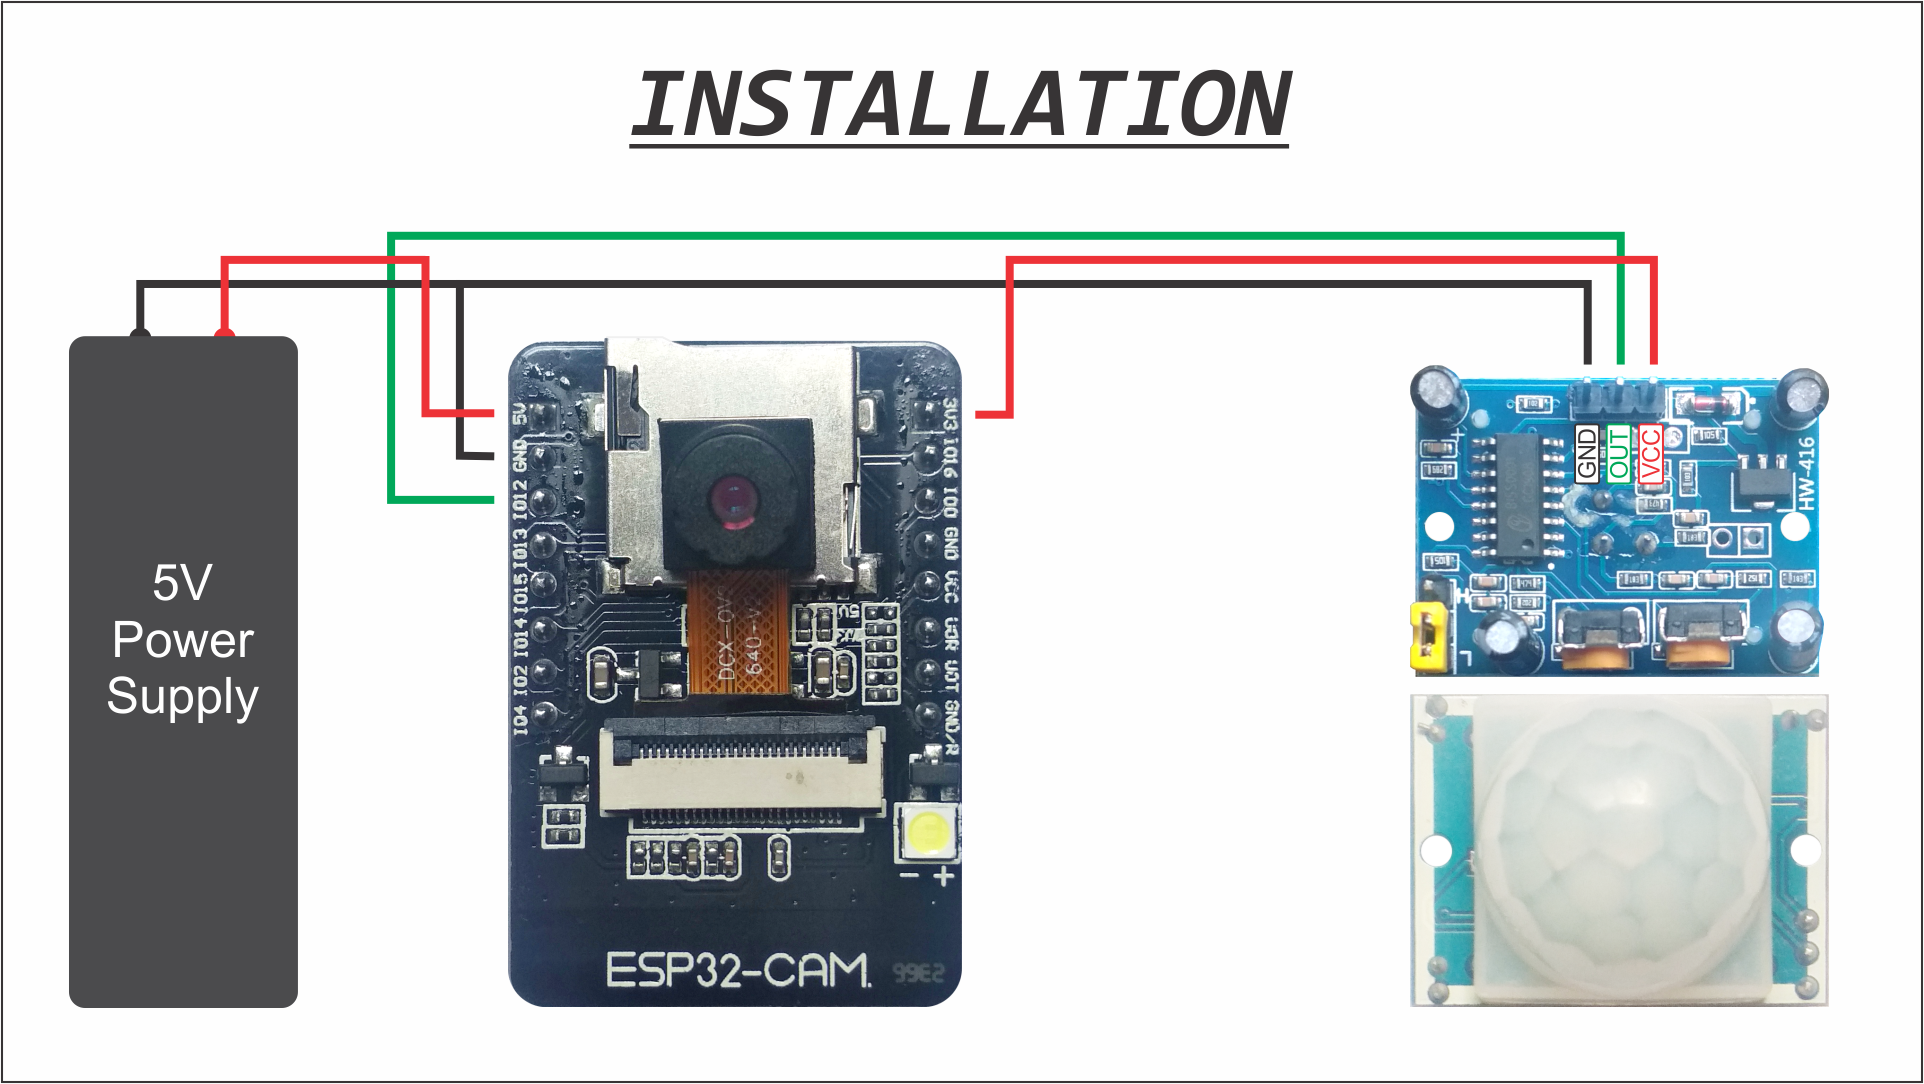 INSTALLATION
5V
Power
Supply
5V
GND
IO12
IO13
IO15
IO14
IO2
IO4
3V3
IO16
IO0
GND
VCC
UOR
UOT
GND/R
5V
DCX-OV
640-V
- +
ESP32-CAM.
GND
OUT
VCC
HW-416